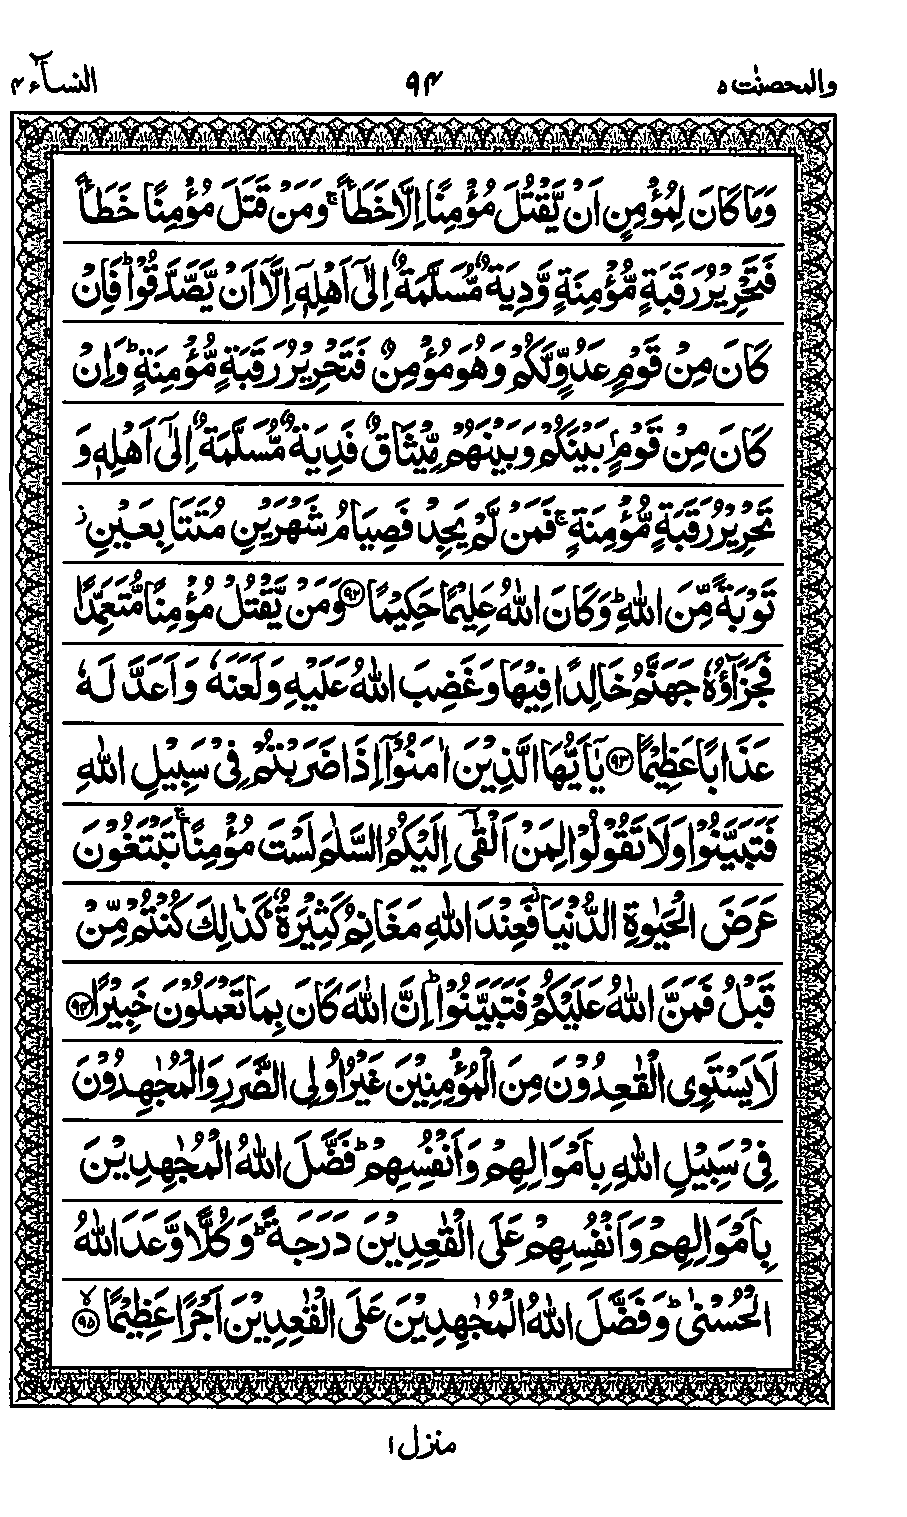 والمحصنت ۵ ۹۴ النسآء ۴
وَمَا كَانَ لِمُؤْمِنٍ اَنْ يَّقْتُلَ مُؤْمِنًا اِلَّا خَطَـًٔا ۚ وَمَنْ قَتَلَ مُؤْمِنًا خَطَـًٔا
فَتَحْرِيْرُ رَقَبَةٍ مُّؤْمِنَةٍ وَّدِيَةٌ مُّسَلَّمَةٌ اِلٰٓى اَهْلِهٖٓ اِلَّآ اَنْ يَّصَّدَّقُوْا ؕ فَاِنْ
كَانَ مِنْ قَوْمٍ عَدُوٍّ لَّكُمْ وَهُوَ مُؤْمِنٌ فَتَحْرِيْرُ رَقَبَةٍ مُّؤْمِنَةٍ ؕ وَاِنْ
كَانَ مِنْ قَوْمٍۭ بَيْنَكُمْ وَبَيْنَهُمْ مِّيْثَاقٌ فَدِيَةٌ مُّسَلَّمَةٌ اِلٰٓى اَهْلِهٖ وَ
تَحْرِيْرُ رَقَبَةٍ مُّؤْمِنَةٍ ۚ فَمَنْ لَّمْ يَجِدْ فَصِيَامُ شَهْرَيْنِ مُتَتَابِعَيْنِ ؗ
تَوْبَةً مِّنَ اللّٰهِ ؕ وَكَانَ اللّٰهُ عَلِيْمًا حَكِيْمًا ۹۲ وَمَنْ يَّقْتُلْ مُؤْمِنًا مُّتَعَمِّدًا
فَجَزَآؤُهٗ جَهَنَّمُ خَالِدًا فِيْهَا وَغَضِبَ اللّٰهُ عَلَيْهِ وَلَعَنَهٗ وَاَعَدَّ لَهٗ
عَذَابًا عَظِيْمًا ۹۳ يٰٓاَيُّهَا الَّذِيْنَ اٰمَنُوْٓا اِذَا ضَرَبْتُمْ فِيْ سَبِيْلِ اللّٰهِ
فَتَبَيَّنُوْا وَلَا تَقُوْلُوْا لِمَنْ اَلْقٰٓى اِلَيْكُمُ السَّلٰمَ لَسْتَ مُؤْمِنًا ۚ تَبْتَغُوْنَ
عَرَضَ الْحَيٰوةِ الدُّنْيَا ؗ فَعِنْدَ اللّٰهِ مَغَانِمُ كَثِيْرَةٌ ؕ كَذٰلِكَ كُنْتُمْ مِّنْ
قَبْلُ فَمَنَّ اللّٰهُ عَلَيْكُمْ فَتَبَيَّنُوْا ؕ اِنَّ اللّٰهَ كَانَ بِمَا تَعْمَلُوْنَ خَبِيْرًا ۹۴
لَا يَسْتَوِى الْقٰعِدُوْنَ مِنَ الْمُؤْمِنِيْنَ غَيْرُ اُولِى الضَّرَرِ وَالْمُجٰهِدُوْنَ
فِيْ سَبِيْلِ اللّٰهِ بِاَمْوَالِهِمْ وَاَنْفُسِهِمْ ؕ فَضَّلَ اللّٰهُ الْمُجٰهِدِيْنَ
بِاَمْوَالِهِمْ وَاَنْفُسِهِمْ عَلَى الْقٰعِدِيْنَ دَرَجَةً ؕ وَكُلًّا وَّعَدَ اللّٰهُ
الْحُسْنٰى ؕ وَفَضَّلَ اللّٰهُ الْمُجٰهِدِيْنَ عَلَى الْقٰعِدِيْنَ اَجْرًا عَظِيْمًا ۙ ۹۵
منزل ۱